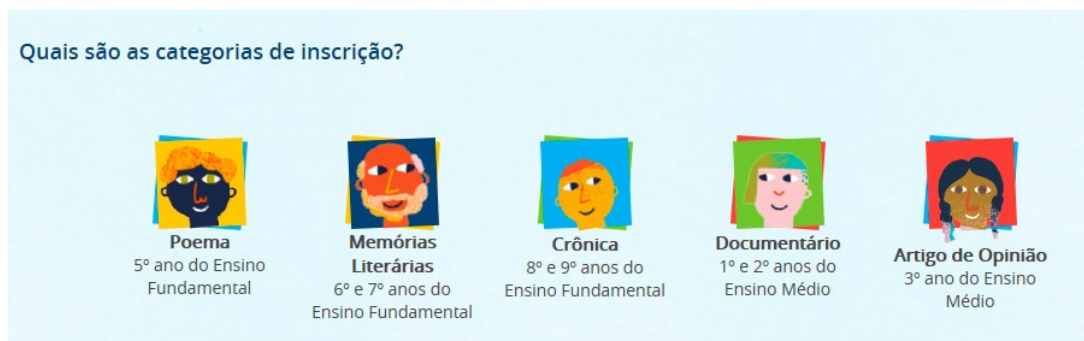 Quais são as categorias de inscrição?
Poema
5º ano do Ensino
Fundamental
Memórias
Literárias
6º e 7º anos do
Ensino Fundamental
Crônica
8º e 9º anos do
Ensino Fundamental
Documentário
1º e 2º anos do
Ensino Médio
Artigo de Opinião
3º ano do Ensino
Médio